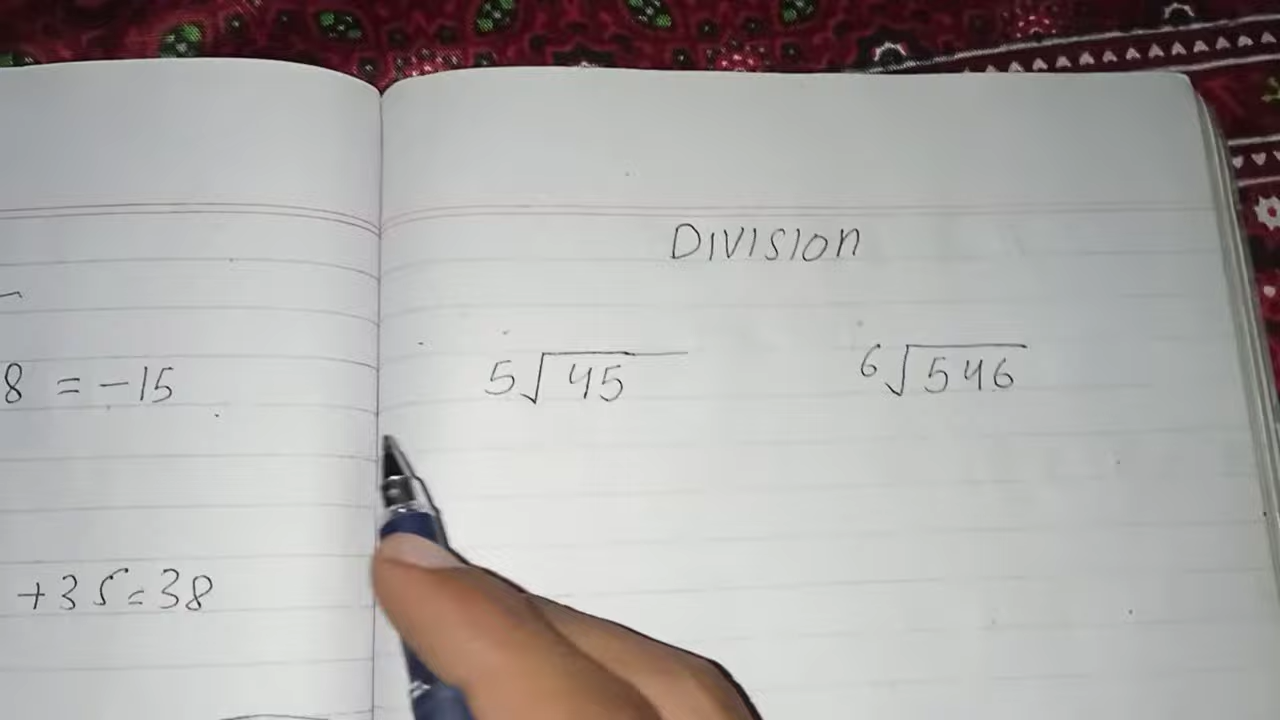 8 = -15
+35=38
DIVISION
5√45 6√546